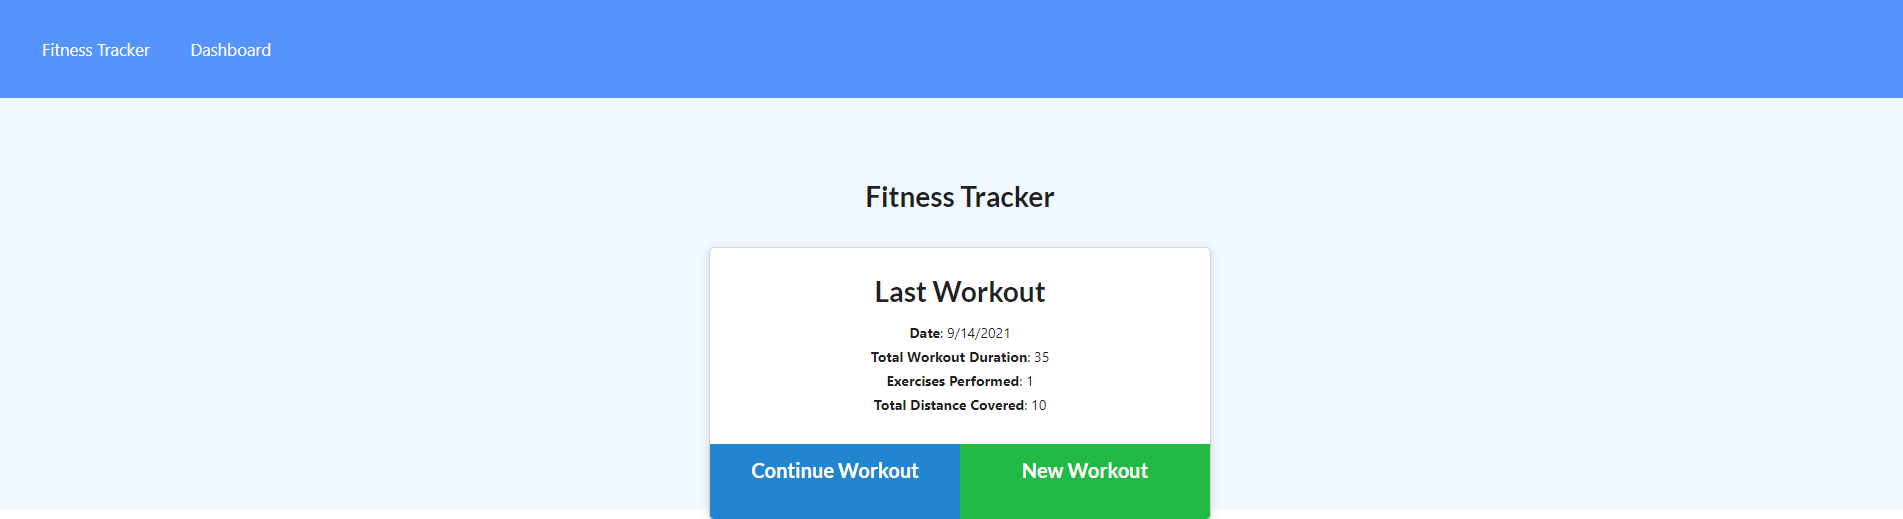 Fitness Tracker Dashboard
Fitness Tracker
Last Workout
Date: 9/14/2021
Total Workout Duration: 35
Exercises Performed: 1
Total Distance Covered: 10
Continue Workout New Workout